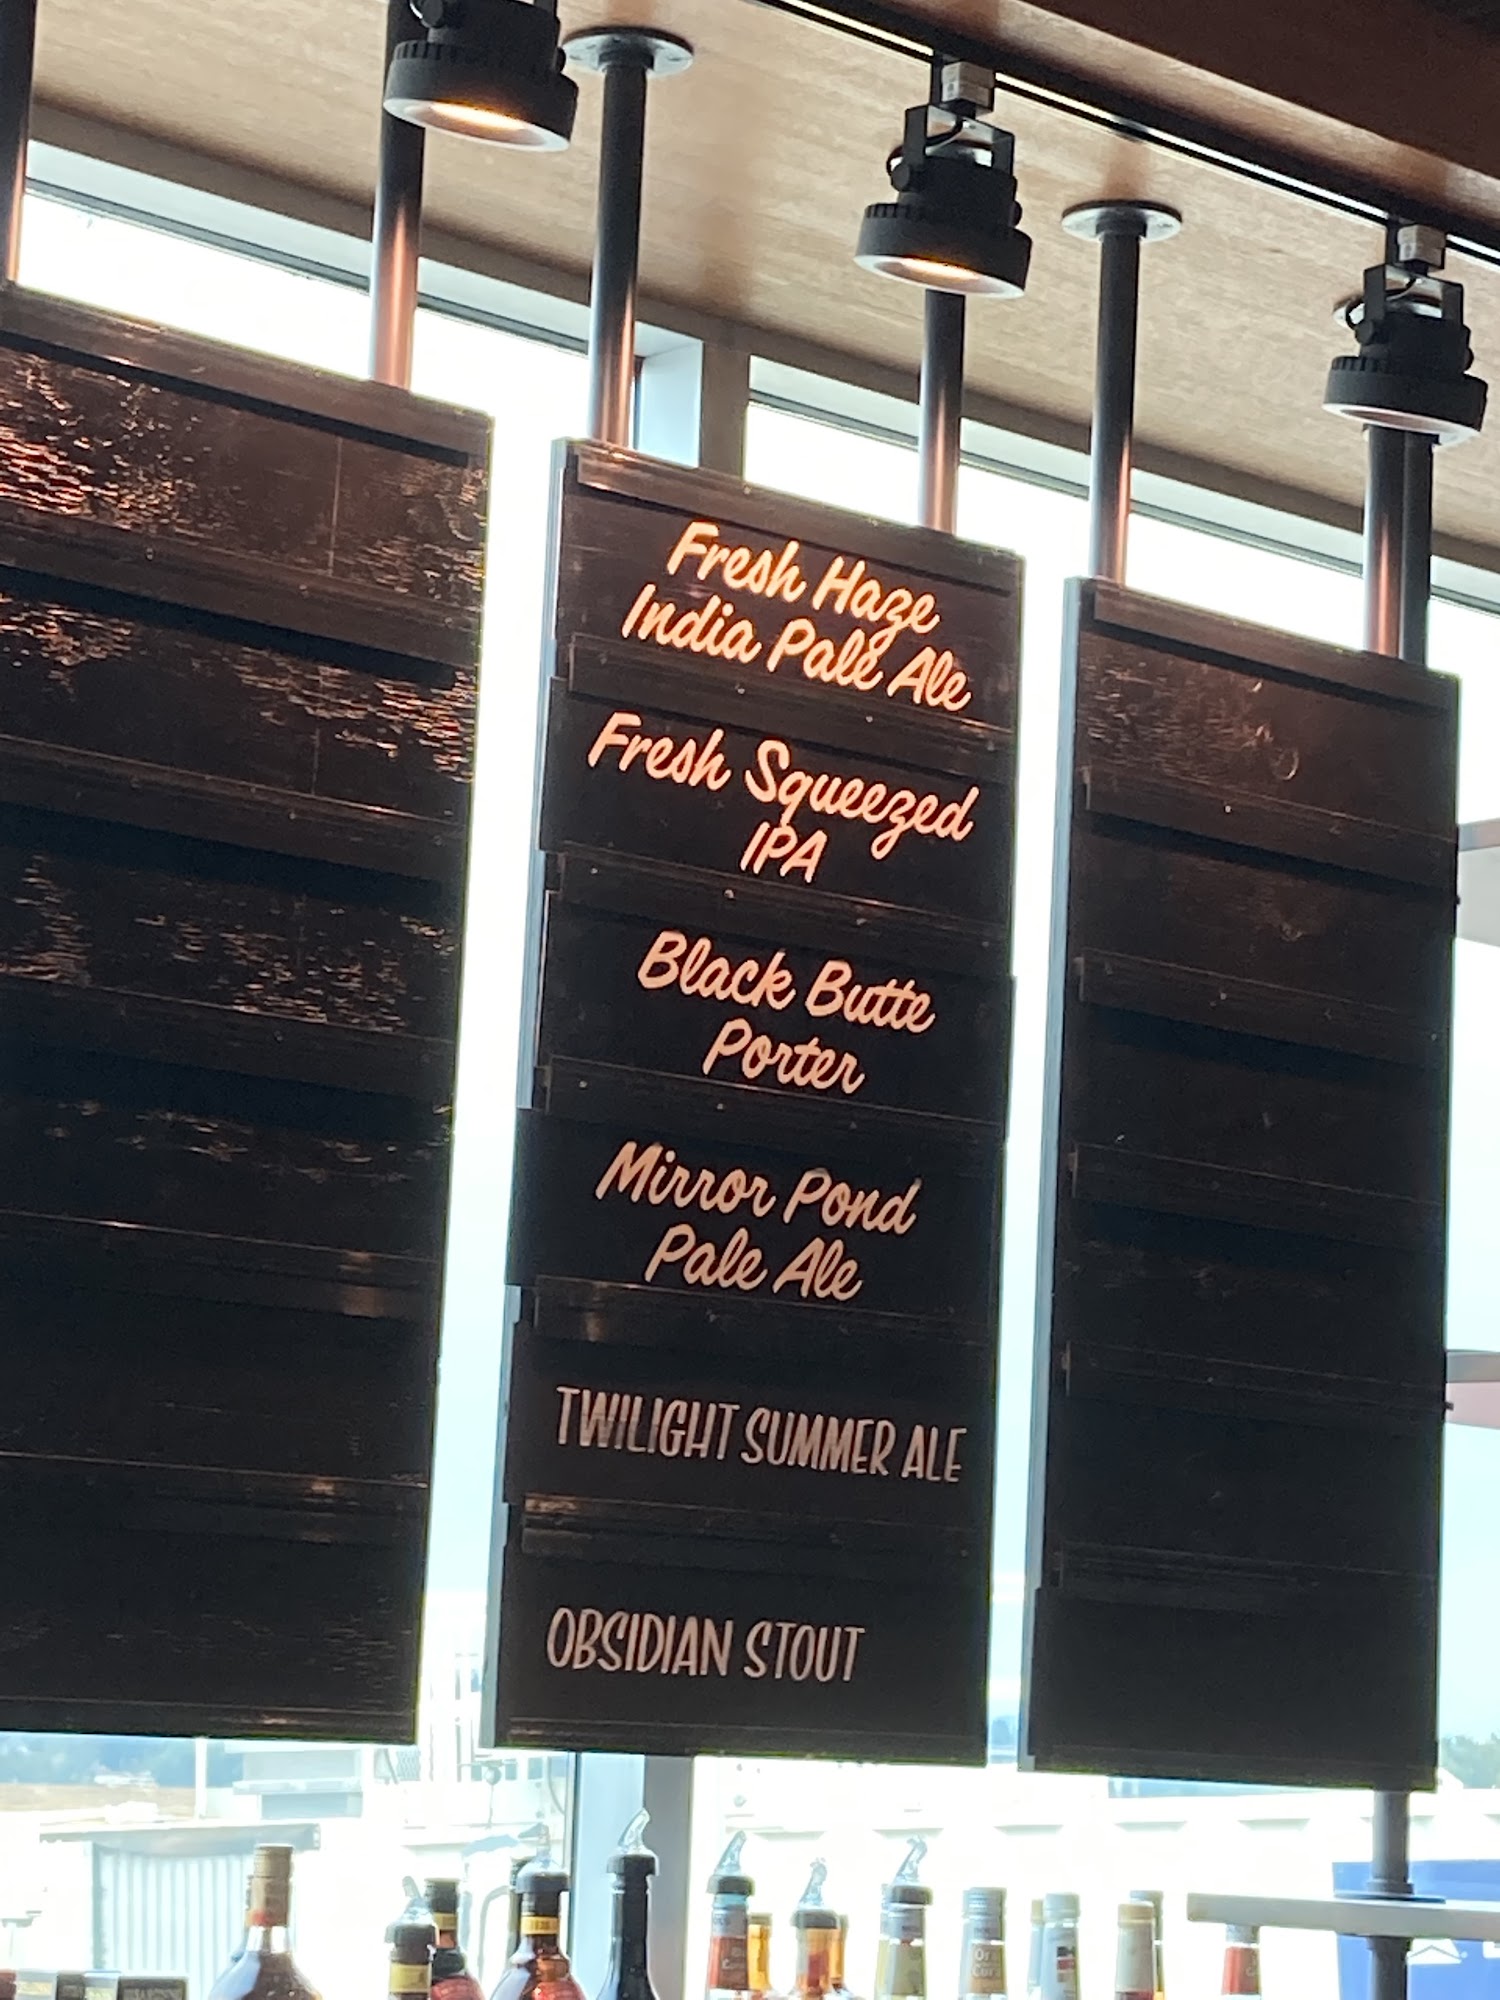 Fresh Haze
India Pale Ale
Fresh Squeezed
IPA
Black Butte
Porter
Mirror Pond
Pale Ale
TWILIGHT SUMMER ALE
OBSIDIAN STOUT